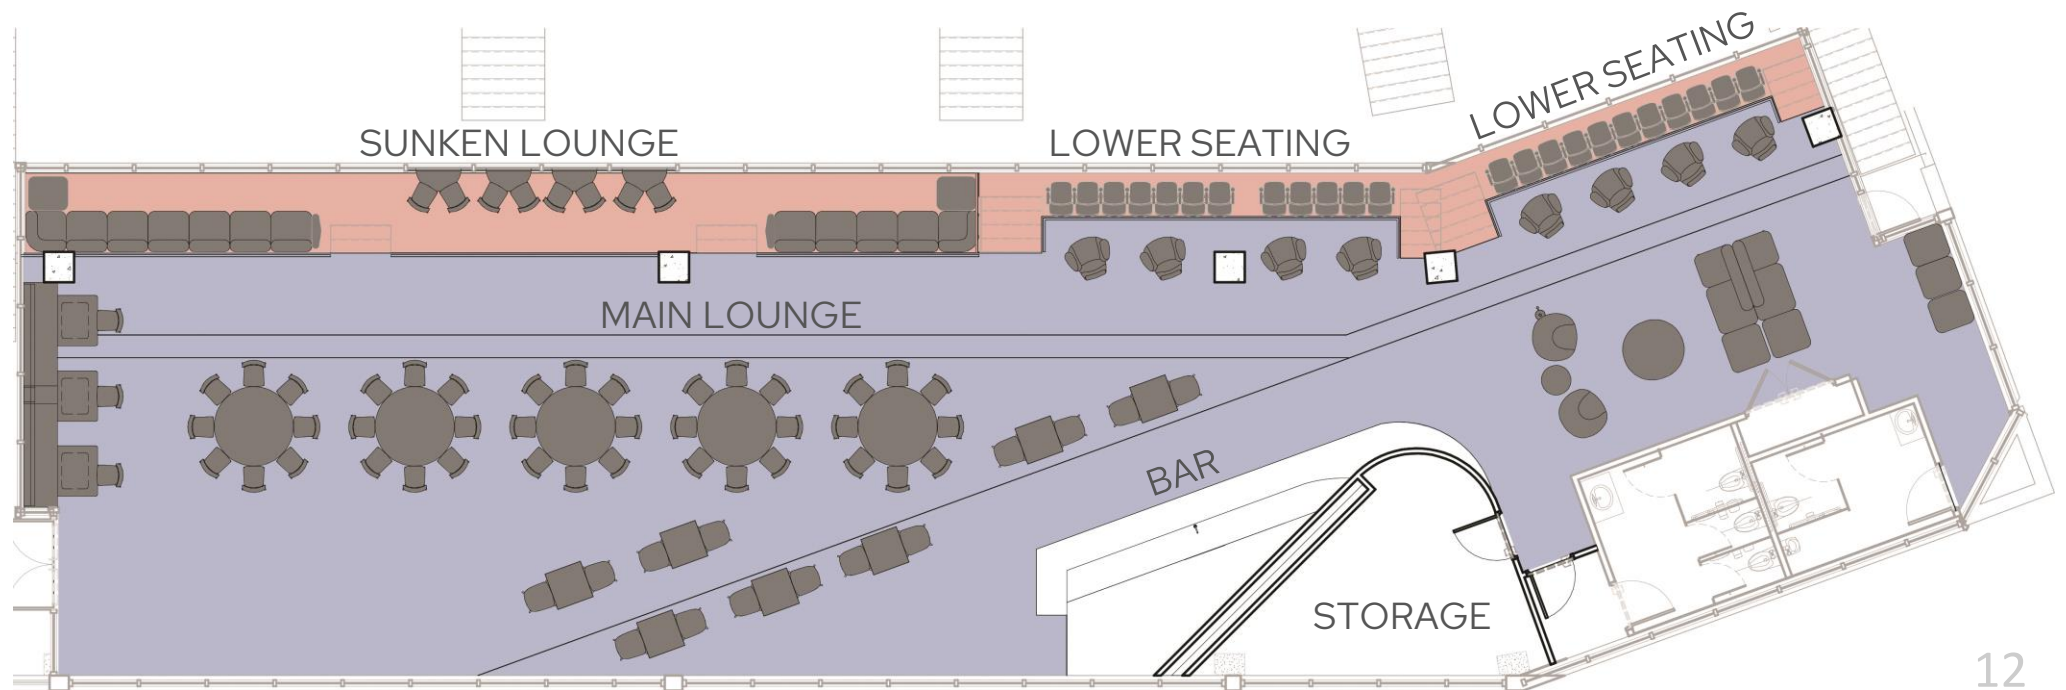 LOWER SEATING
SUNKEN LOUNGE
LOWER SEATING
MAIN LOUNGE
BAR
STORAGE
12